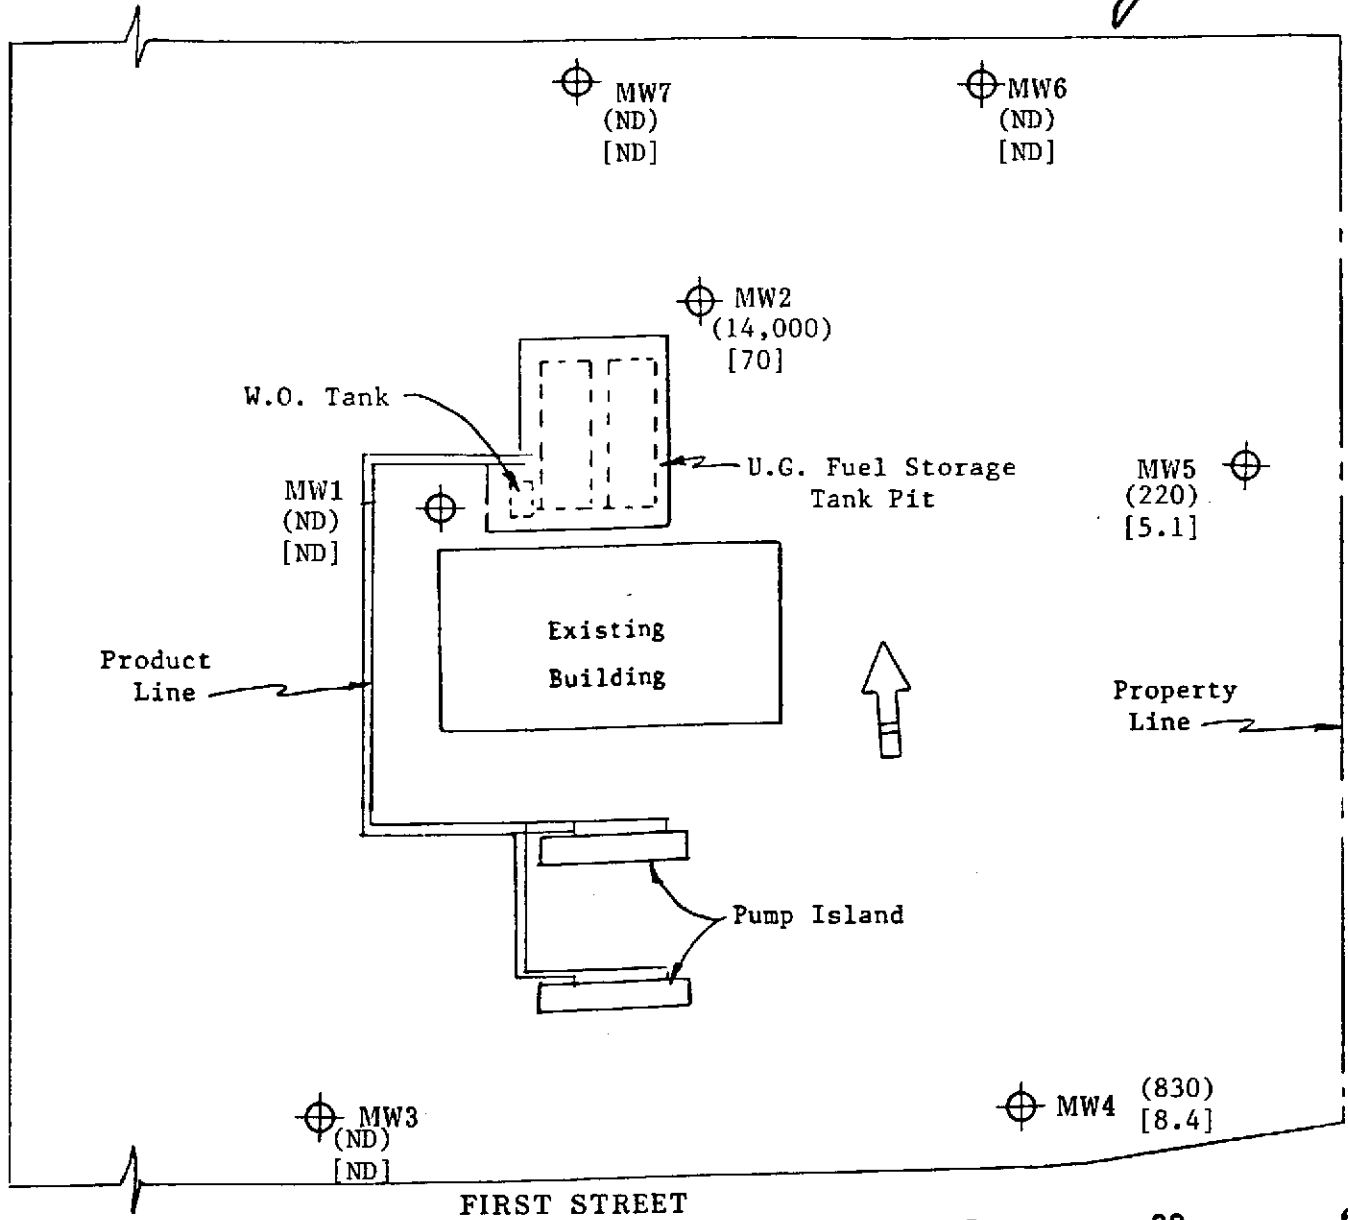 MW7
(ND)
[ND]
MW6
(ND)
[ND]
MW2
(14,000)
[70]
W.O. Tank
U.G. Fuel Storage
Tank Pit
MW5
(220)
[5.1]
MW1
(ND)
[ND]
Existing
Building
Product
Line
Property
Line
Pump Island
MW3
(ND)
[ND]
MW4
(830)
[8.4]
FIRST STREET